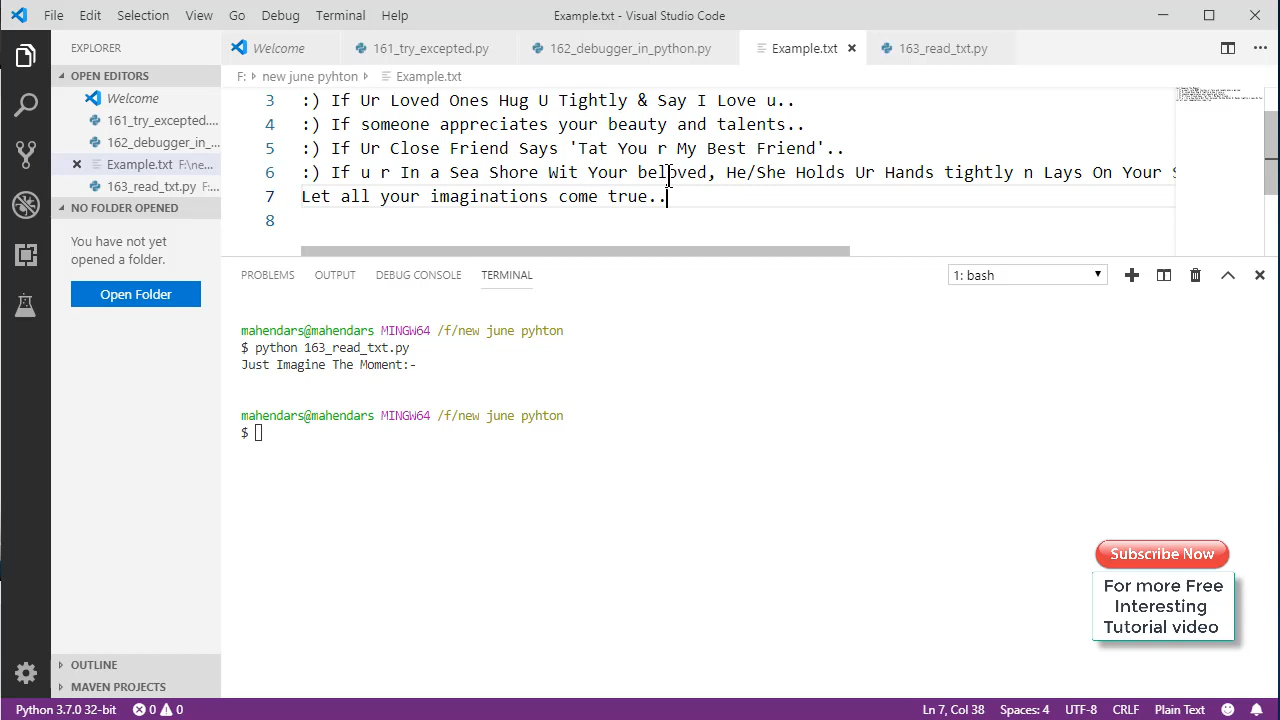 File Edit Selection View Go Debug Terminal Help Example.txt - Visual Studio Code
EXPLORER
OPEN EDITORS
Welcome
161_try_excepted....
162_debugger_in_...
Example.txt F:\ne...
163_read_txt.py F:...
NO FOLDER OPENED
You have not yet
opened a folder.
Open Folder
OUTLINE
MAVEN PROJECTS
Welcome 161_try_excepted.py 162_debugger_in_python.py Example.txt 163_read_txt.py
F: new june pyhton Example.txt
3 :) If Ur Loved Ones Hug U Tightly & Say I Love u..
4 :) If someone appreciates your beauty and talents..
5 :) If Ur Close Friend Says 'Tat You r My Best Friend'..
6 :) If u r In a Sea Shore Wit Your beloved, He/She Holds Ur Hands tightly n Lays On Your S
7 Let all your imaginations come true..
8
PROBLEMS OUTPUT DEBUG CONSOLE TERMINAL 1: bash
mahendars@mahendars MINGW64 /f/new june pyhton
$ python 163_read_txt.py
Just Imagine The Moment:-
mahendars@mahendars MINGW64 /f/new june pyhton
$
Subscribe Now
For more Free
Interesting
Tutorial video
Python 3.7.0 32-bit 0 0 Ln 7, Col 38 Spaces: 4 UTF-8 CRLF Plain Text